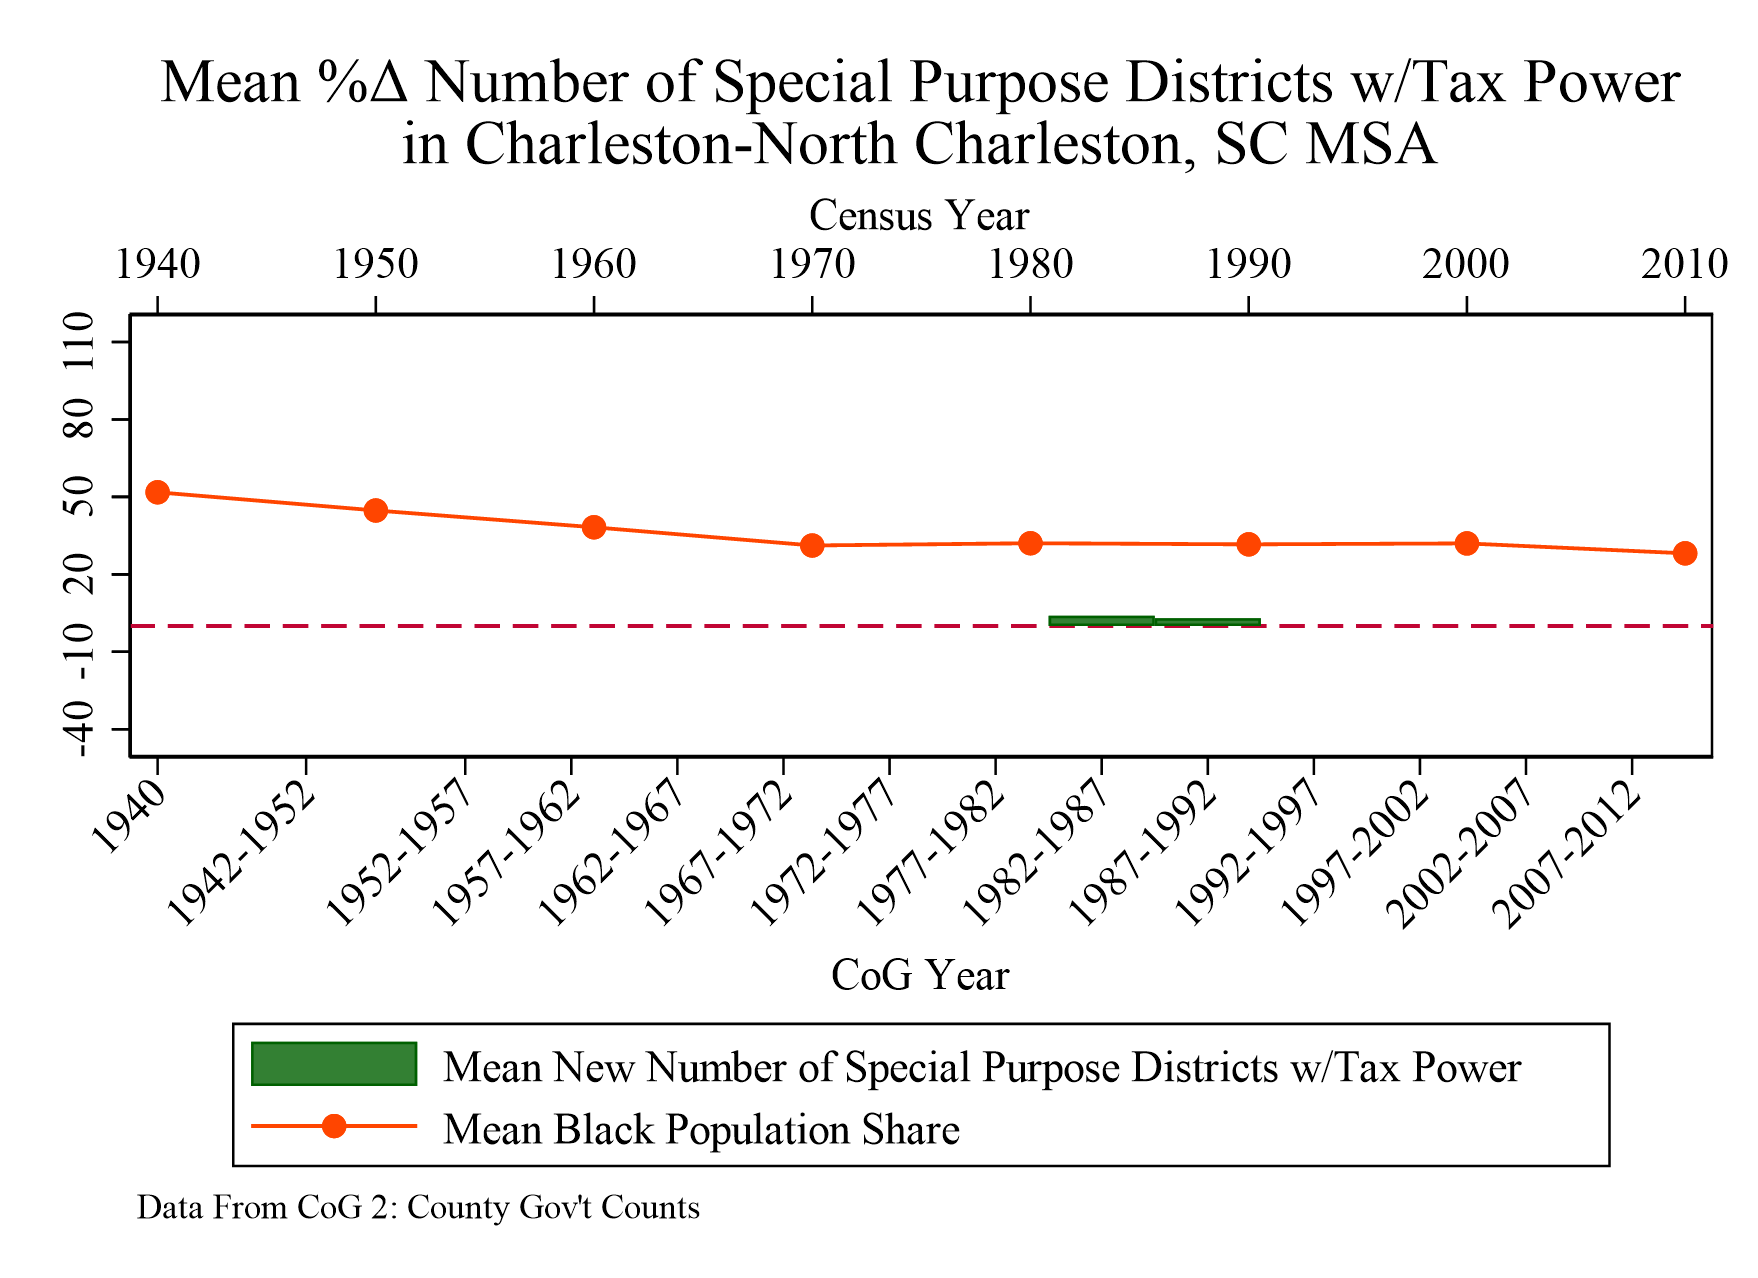 Mean %Δ Number of Special Purpose Districts w/Tax Power
in Charleston-North Charleston, SC MSA
Census Year
1940 1950 1960 1970 1980 1990 2000 2010
110
80
50
20
-10
-40
1940 1942-1952 1952-1957 1957-1962 1962-1967 1967-1972 1972-1977 1977-1982 1982-1987 1987-1992 1992-1997 1997-2002 2002-2007 2007-2012
CoG Year
Mean New Number of Special Purpose Districts w/Tax Power
Mean Black Population Share
Data From CoG 2: County Gov't Counts